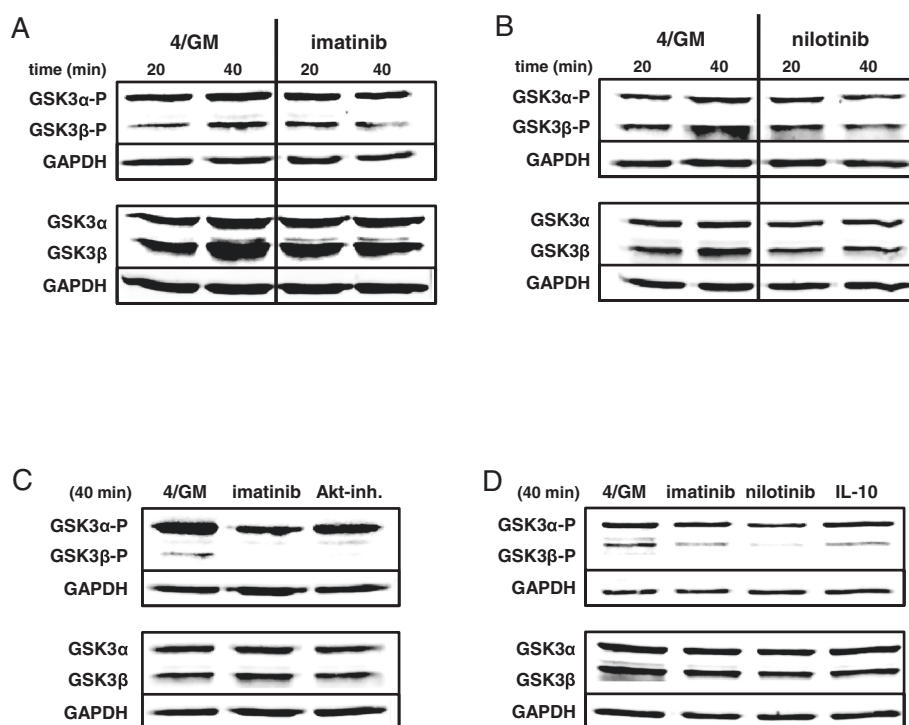 A
4/GM imatinib
time (min) 20 40 20 40
GSK3α-P
GSK3β-P
GAPDH
GSK3α
GSK3β
GAPDH
B
4/GM nilotinib
time (min) 20 40 20 40
GSK3α-P
GSK3β-P
GAPDH
GSK3α
GSK3β
GAPDH
C
(40 min) 4/GM imatinib Akt-inh.
GSK3α-P
GSK3β-P
GAPDH
GSK3α
GSK3β
GAPDH
D
(40 min) 4/GM imatinib nilotinib IL-10
GSK3α-P
GSK3β-P
GAPDH
GSK3α
GSK3β
GAPDH